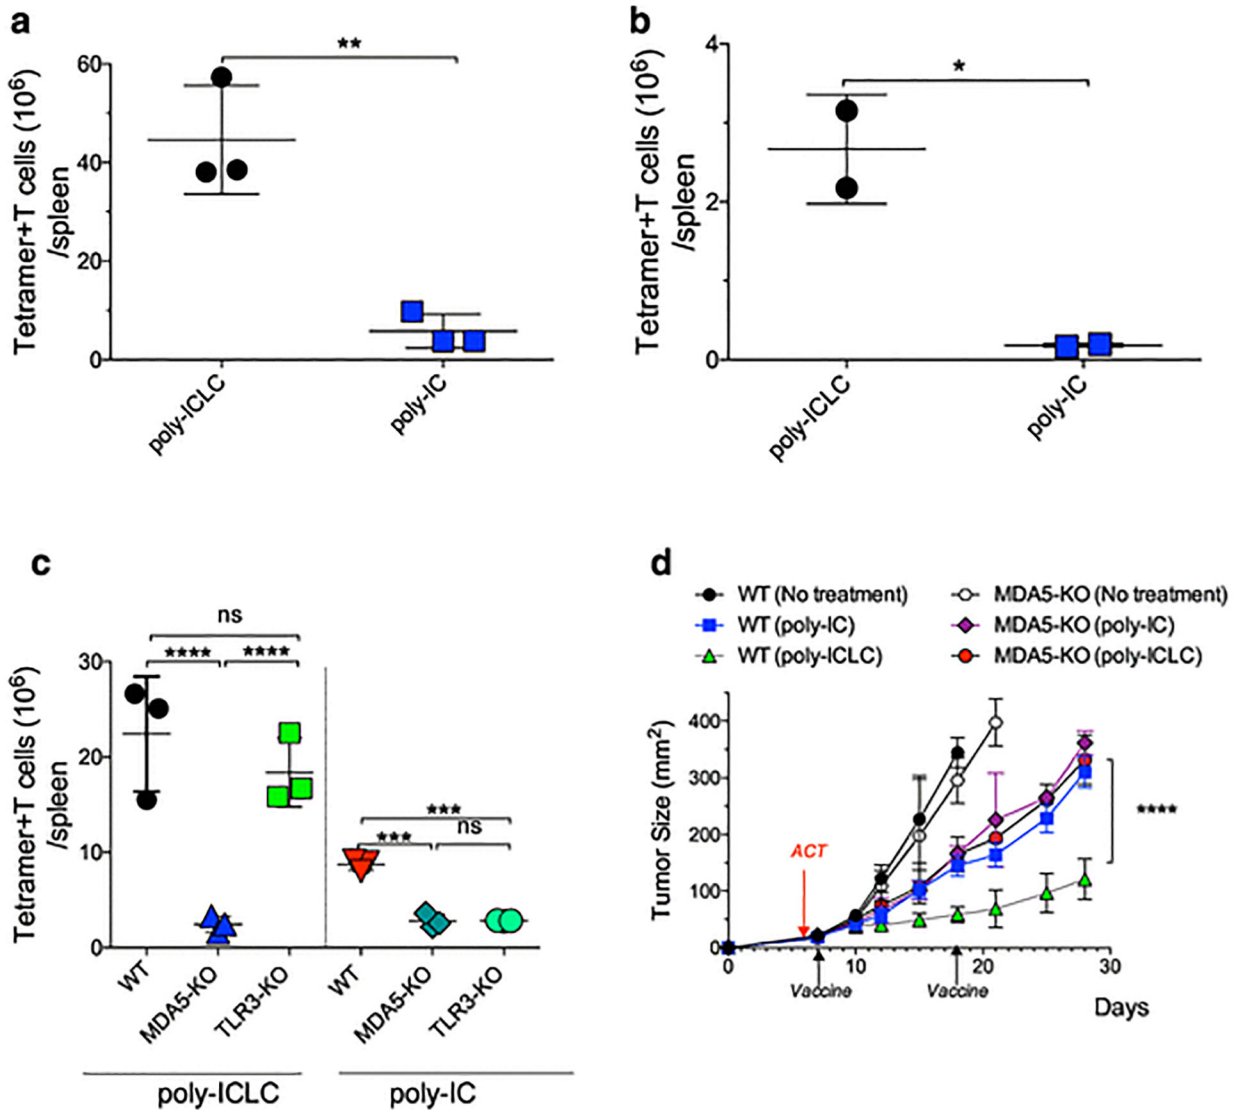 a
**
60
40
20
0
Tetramer+T cells (10⁶)
/spleen
poly-ICLC
poly-IC
b
*
4
2
0
Tetramer+T cells (10⁶)
/spleen
poly-ICLC
poly-IC
c
ns
**** ****
30
20
10
0
Tetramer+T cells (10⁶)
/spleen
***
ns
***
WT
MDA5-KO
TLR3-KO
WT
MDA5-KO
TLR3-KO
poly-ICLC
poly-IC
d
WT (No treatment)
WT (poly-IC)
WT (poly-ICLC)
MDA5-KO (No treatment)
MDA5-KO (poly-IC)
MDA5-KO (poly-ICLC)
Tumor Size (mm²)
400
300
200
100
0
ACT
****
0 10 20 30
Vaccine Vaccine
Days